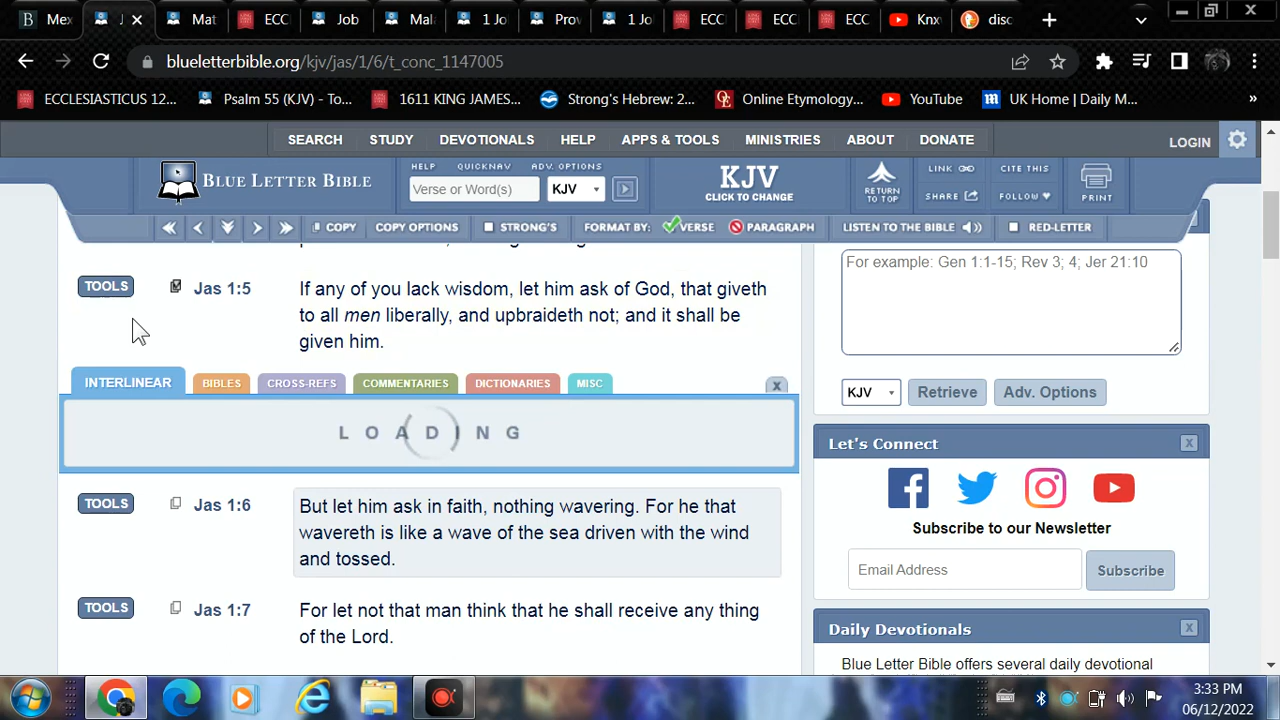 Mex
J
Mat
ECC
Job
Mala
1 Jo
Prov
1 Jo
ECC
ECC
ECC
Knx
disc
blueletterbible.org/kjv/jas/1/6/t_conc_1147005
ECCLESIASTICUS 12...
Psalm 55 (KJV) - To...
1611 KING JAMES...
Strong's Hebrew: 2...
Online Etymology...
YouTube
UK Home | Daily M...
»
SEARCH STUDY DEVOTIONALS HELP APPS & TOOLS MINISTRIES ABOUT DONATE
LOGIN
BLUE LETTER BIBLE
HELP QUICKNAV ADV. OPTIONS
Verse or Word(s)
KJV
KJV
CLICK TO CHANGE
RETURN
TO TOP
LINK
CITE THIS
SHARE
FOLLOW
PRINT
COPY COPY OPTIONS STRONG'S FORMAT BY: VERSE PARAGRAPH LISTEN TO THE BIBLE RED-LETTER
TOOLS Jas 1:5 If any of you lack wisdom, let him ask of God, that giveth
to all men liberally, and upbraideth not; and it shall be
given him.
INTERLINEAR BIBLES CROSS-REFS COMMENTARIES DICTIONARIES MISC X
LOADING
TOOLS Jas 1:6 But let him ask in faith, nothing wavering. For he that
wavereth is like a wave of the sea driven with the wind
and tossed.
TOOLS Jas 1:7 For let not that man think that he shall receive any thing
of the Lord.
For example: Gen 1:1-15; Rev 3; 4; Jer 21:10
KJV Retrieve Adv. Options
Let's Connect X
Subscribe to our Newsletter
Email Address Subscribe
Daily Devotionals X
Blue Letter Bible offers several daily devotional
3:33 PM
06/12/2022